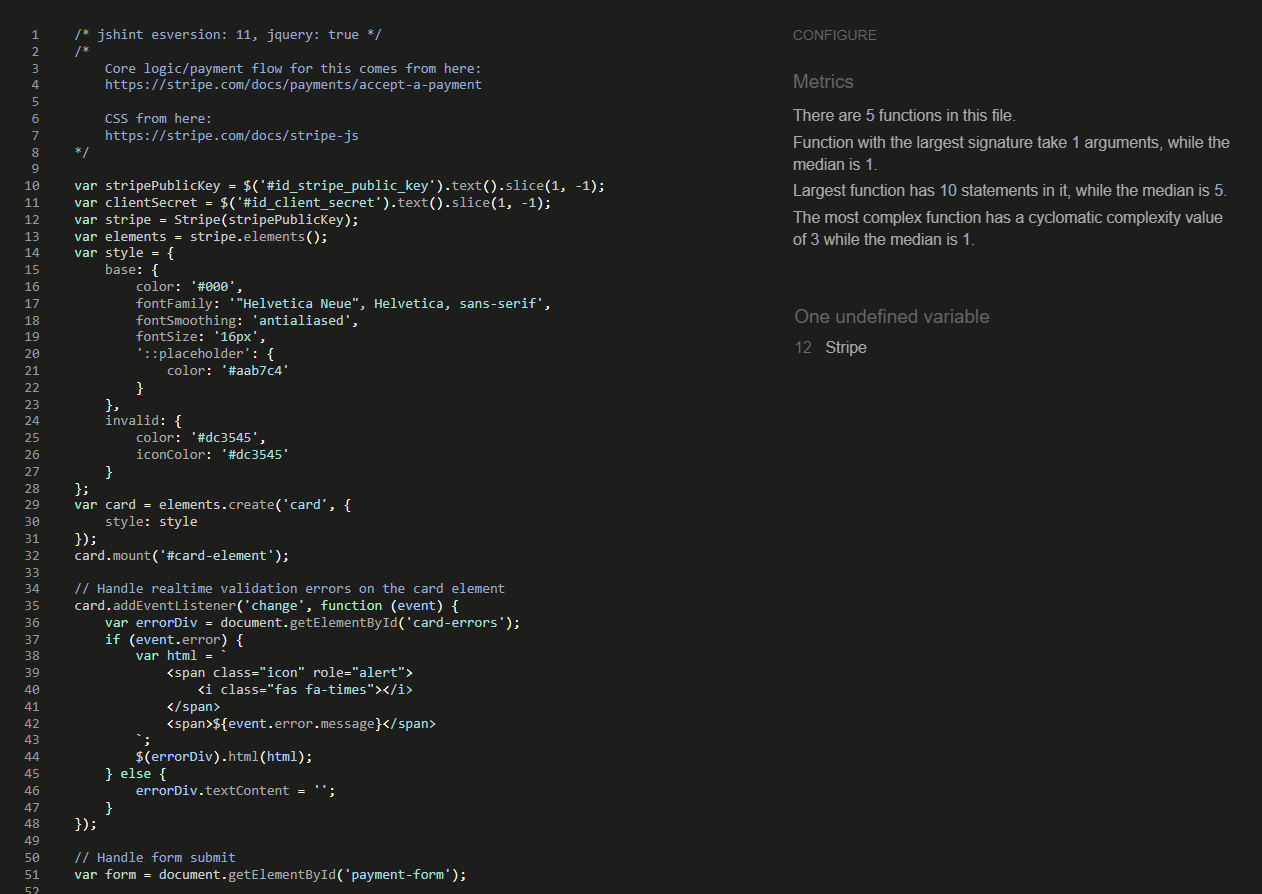 1 /* jshint esversion: 11, jquery: true */
2 /*
3 Core logic/payment flow for this comes from here:
4 https://stripe.com/docs/payments/accept-a-payment
5
6 CSS from here:
7 https://stripe.com/docs/stripe-js
8 */
9
10 var stripePublicKey = $('#id_stripe_public_key').text().slice(1, -1);
11 var clientSecret = $('#id_client_secret').text().slice(1, -1);
12 var stripe = Stripe(stripePublicKey);
13 var elements = stripe.elements();
14 var style = {
15 base: {
16 color: '#000',
17 fontFamily: '"Helvetica Neue", Helvetica, sans-serif',
18 fontSmoothing: 'antialiased',
19 fontSize: '16px',
20 '::placeholder': {
21 color: '#aab7c4'
22 }
23 },
24 invalid: {
25 color: '#dc3545',
26 iconColor: '#dc3545'
27 }
28 };
29 var card = elements.create('card', {
30 style: style
31 });
32 card.mount('#card-element');
33
34 // Handle realtime validation errors on the card element
35 card.addEventListener('change', function (event) {
36 var errorDiv = document.getElementById('card-errors');
37 if (event.error) {
38 var html = `
39 <span class="icon" role="alert">
40 <i class="fas fa-times"></i>
41 </span>
42 <span>${event.error.message}</span>
43 `;
44 $(errorDiv).html(html);
45 } else {
46 errorDiv.textContent = '';
47 }
48 });
49
50 // Handle form submit
51 var form = document.getElementById('payment-form');
52
CONFIGURE
Metrics
There are 5 functions in this file.
Function with the largest signature take 1 arguments, while the
median is 1.
Largest function has 10 statements in it, while the median is 5.
The most complex function has a cyclomatic complexity value
of 3 while the median is 1.
One undefined variable
12 Stripe